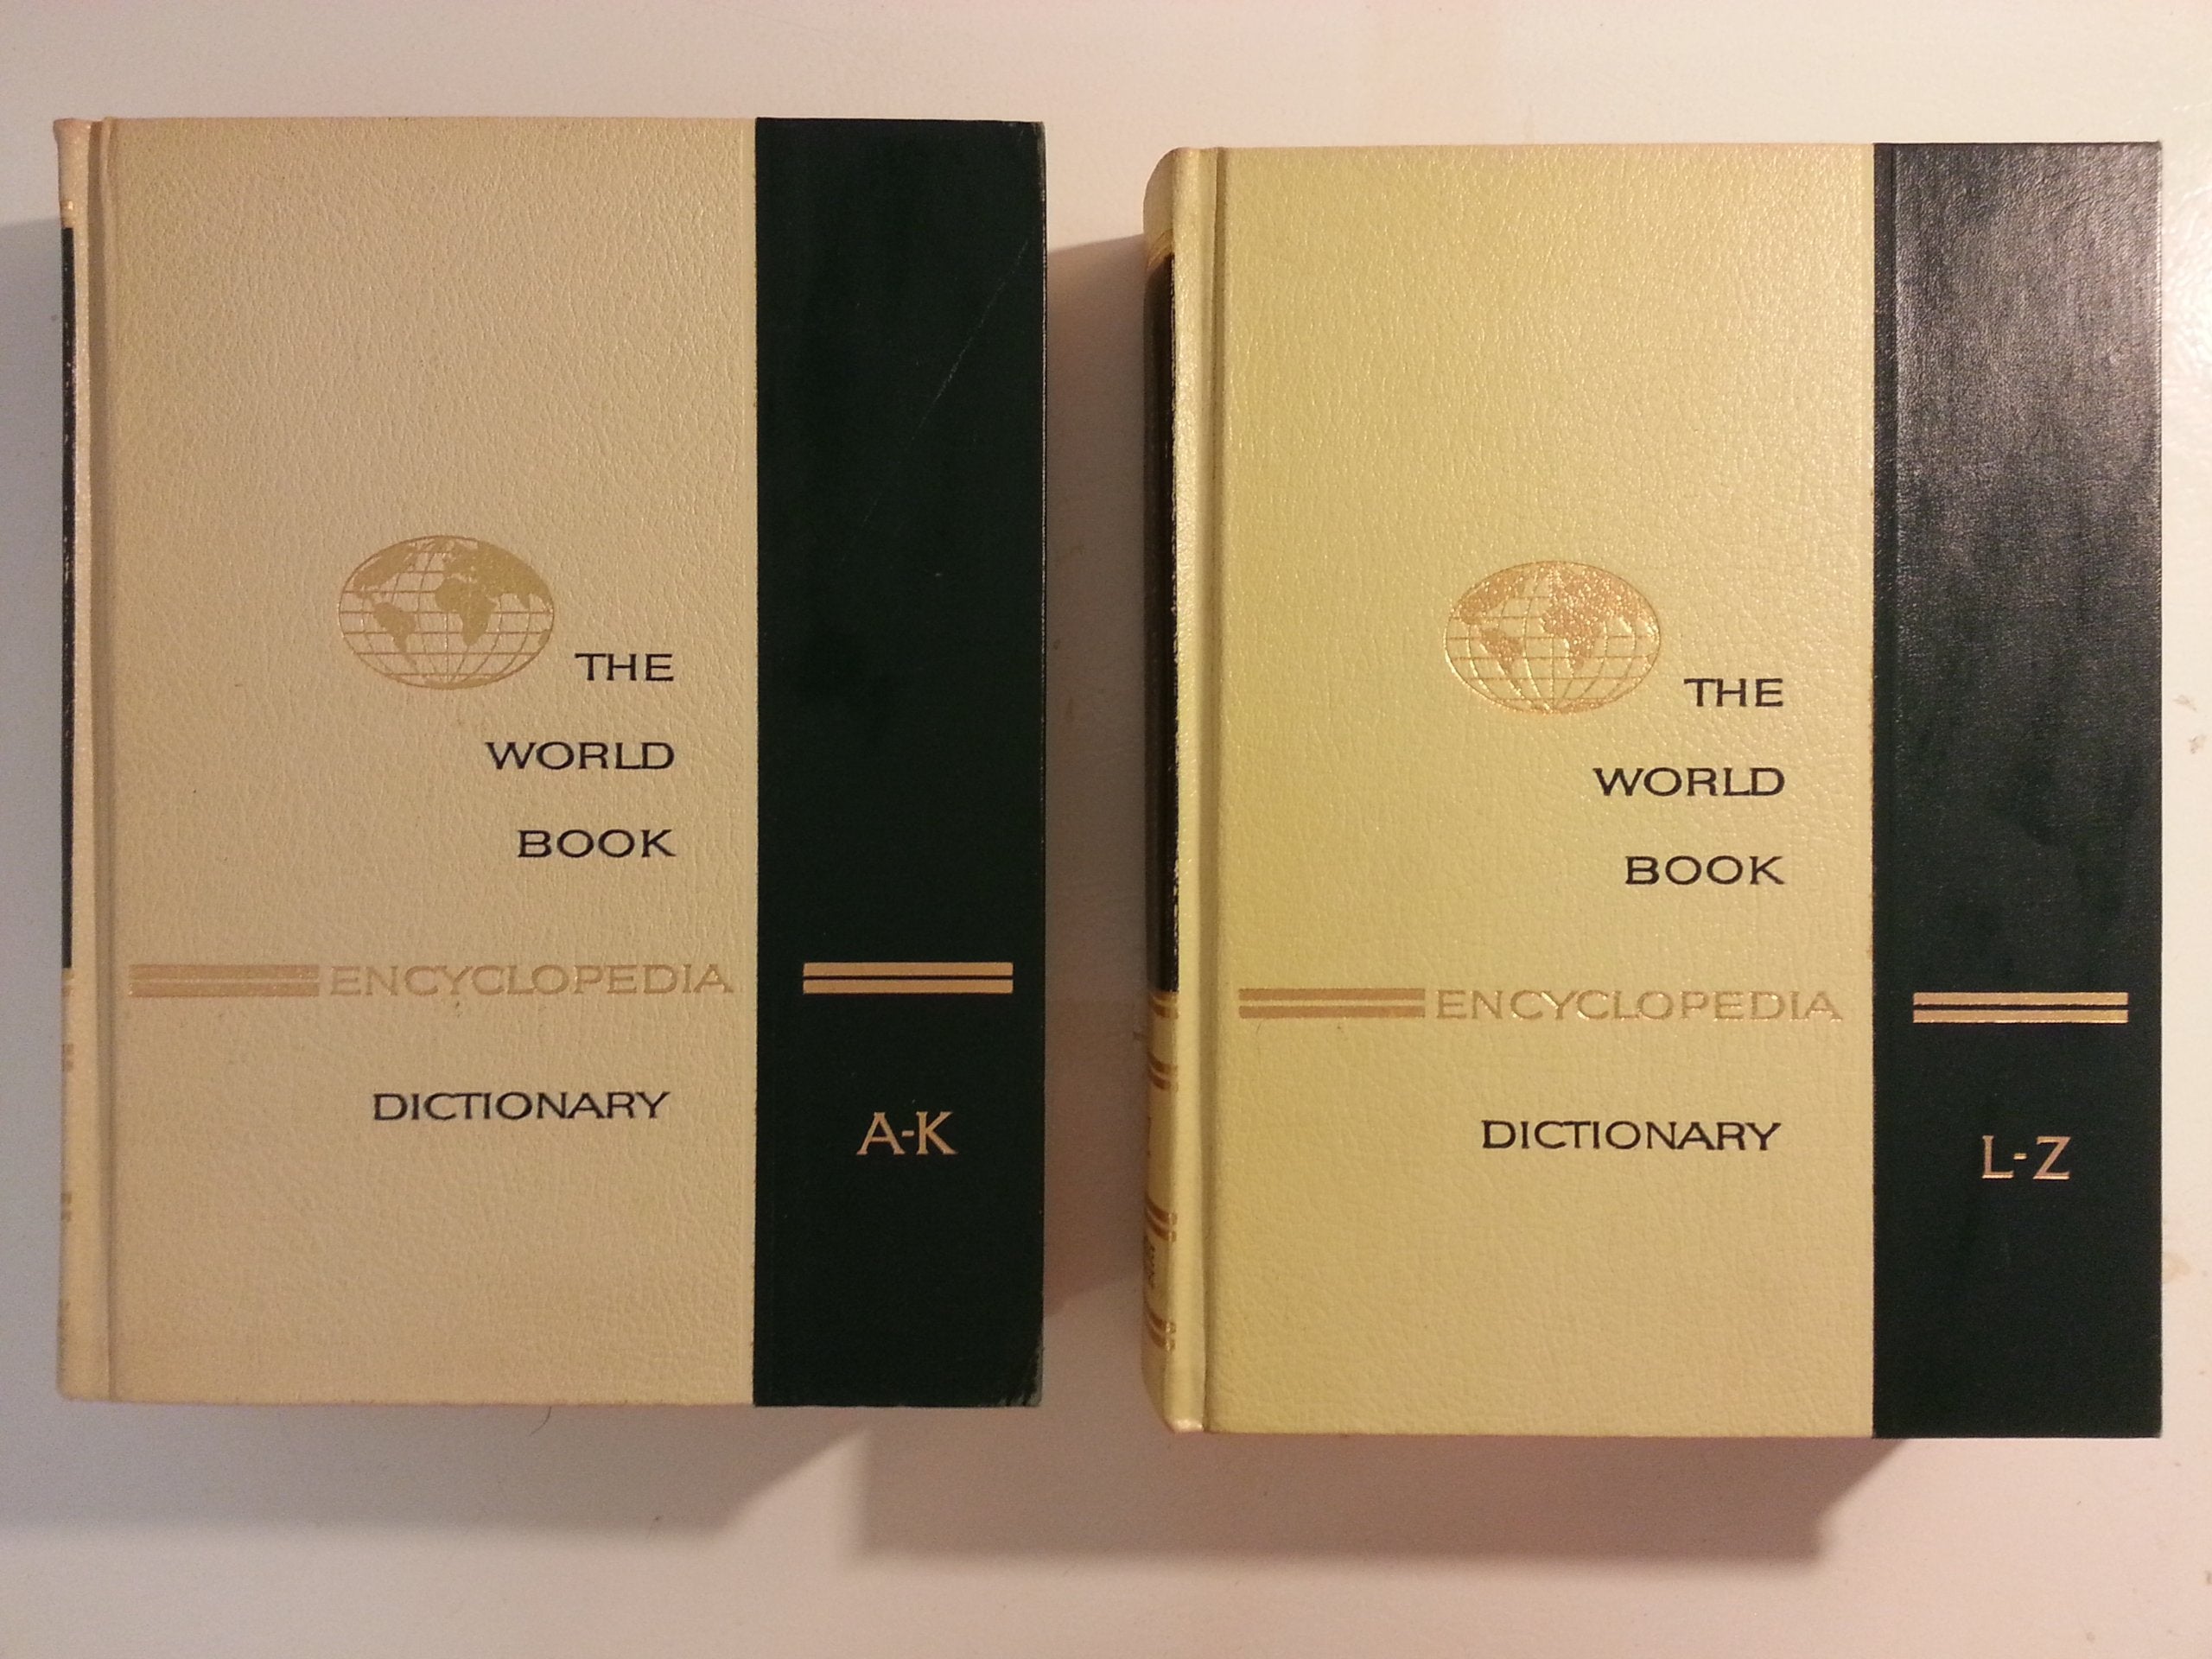 THE
WORLD
BOOK
ENCYCLOPEDIA
DICTIONARY
A-K
THE
WORLD
BOOK
ENCYCLOPEDIA
DICTIONARY
L-Z